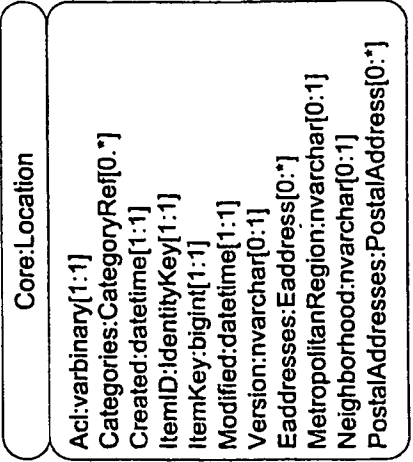 Core:Location
Acl:varbinary[1:1]
Categories:CategoryRef[0.*]
Created:datetime[1:1]
ItemID:IdentityKey[1:1]
ItemKey:bigint[1:1]
Modified:datetime[1:1]
Version:nvarchar[0:1]
Eaddresses:Eaddress[0:*]
MetropolitanRegion:nvarchar[0:1]
Neighborhood:nvarchar[0:1]
PostalAddresses:PostalAddress[0:*]